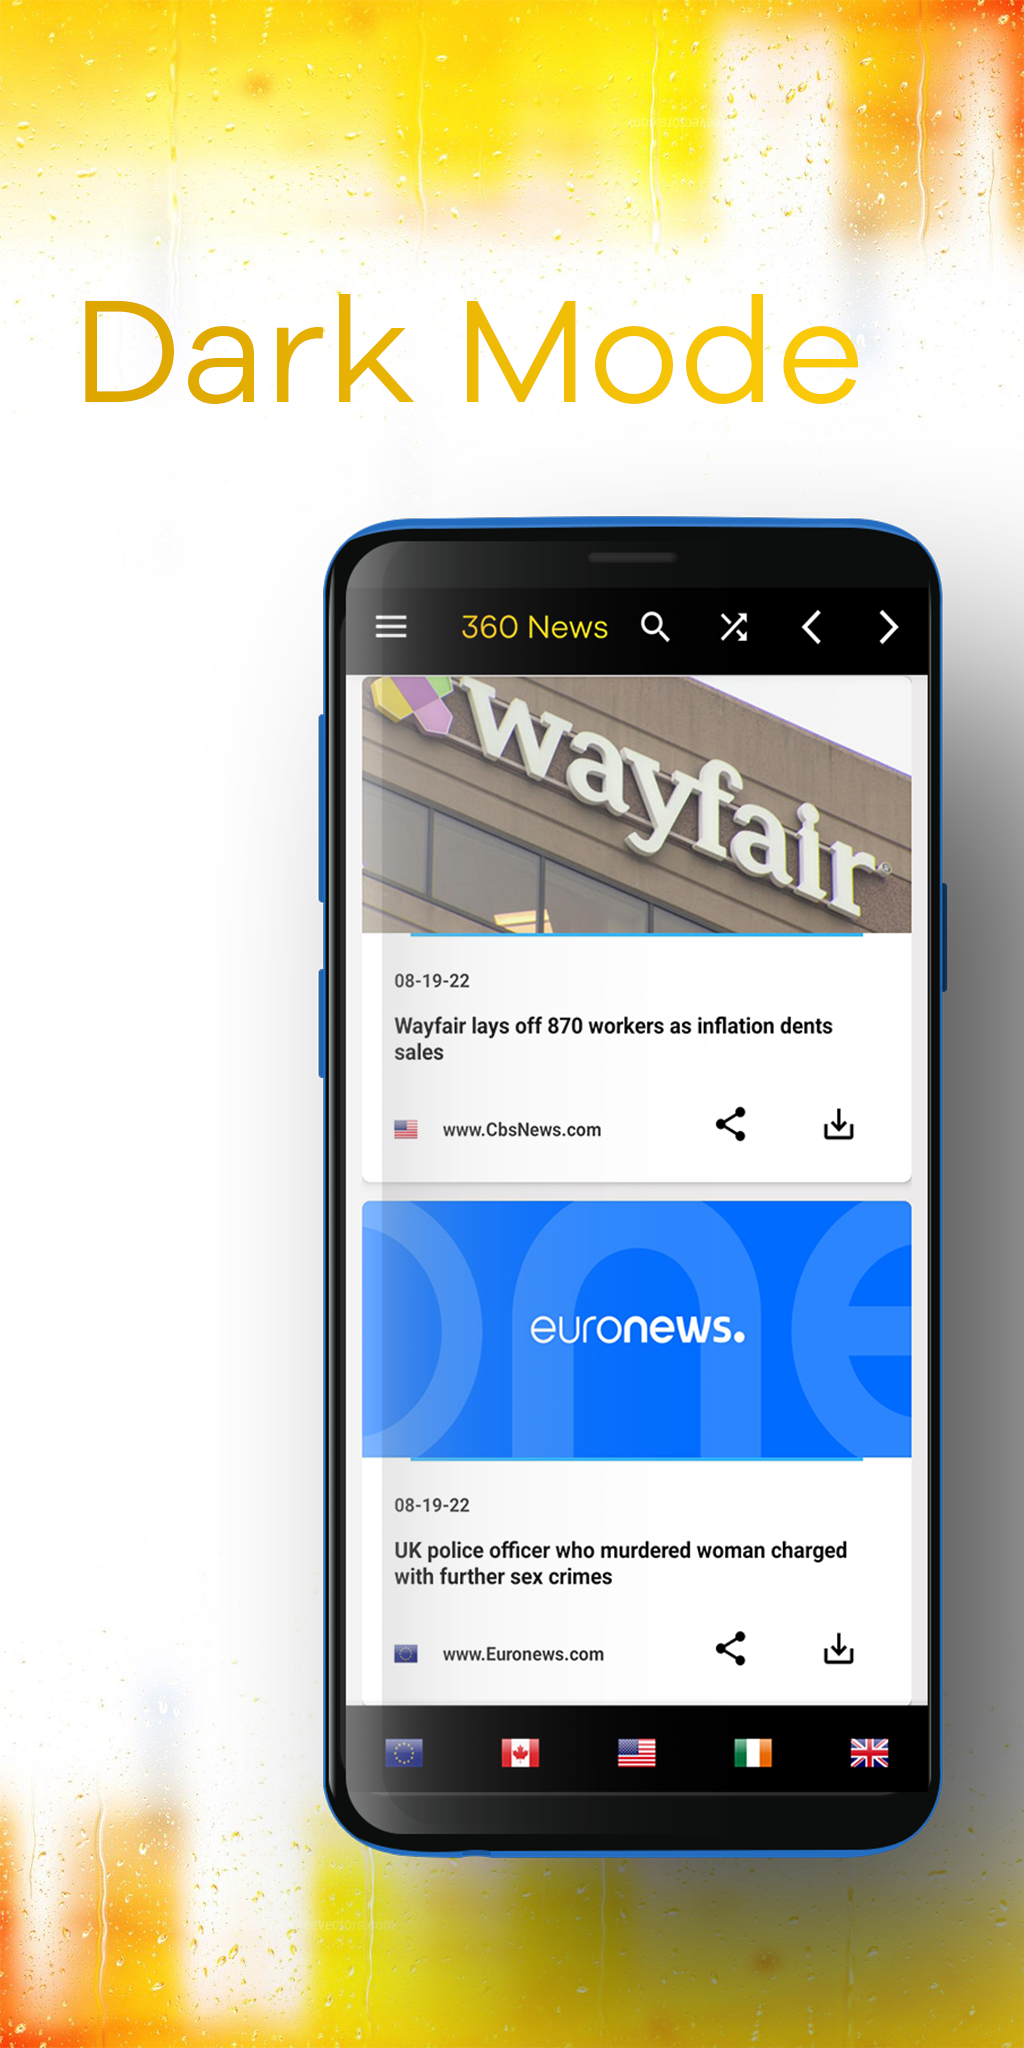 Dark Mode
360 News
wayfair®
08-19-22
Wayfair lays off 870 workers as inflation dents
sales
www.CbsNews.com
one
euronews.
08-19-22
UK police officer who murdered woman charged
with further sex crimes
www.Euronews.com